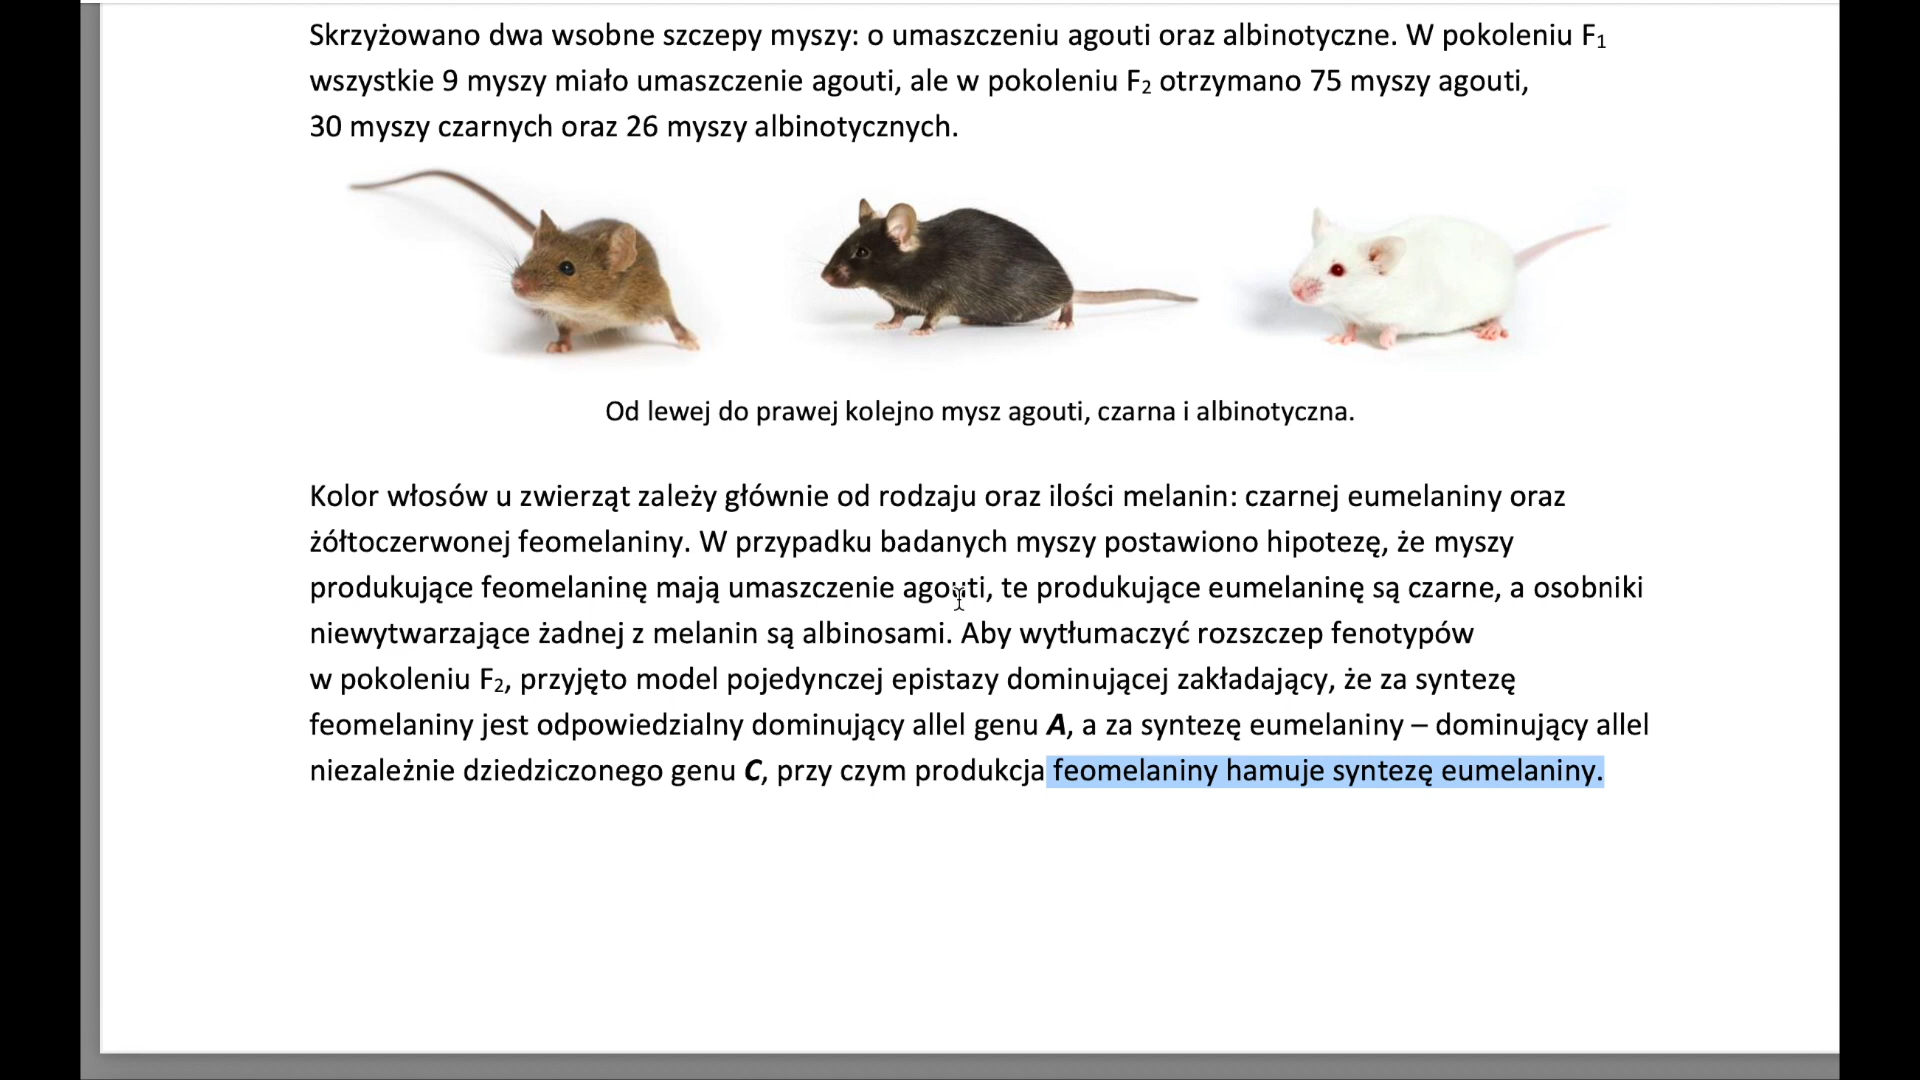 Skrzyżowano dwa wsobne szczepy myszy: o umaszczeniu agouti oraz albinotyczne. W pokoleniu F₁
wszystkie 9 myszy miało umaszczenie agouti, ale w pokoleniu F₂ otrzymano 75 myszy agouti,
30 myszy czarnych oraz 26 myszy albinotycznych.
Od lewej do prawej kolejno mysz agouti, czarna i albinotyczna.
Kolor włosów u zwierząt zależy głównie od rodzaju oraz ilości melanin: czarnej eumelaniny oraz
żółtoczerwonej feomelaniny. W przypadku badanych myszy postawiono hipotezę, że myszy
produkujące feomelaninę mają umaszczenie agouti, te produkujące eumelaninę są czarne, a osobniki
niewytwarzające żadnej z melanin są albinosami. Aby wytłumaczyć rozszczep fenotypów
w pokoleniu F₂, przyjęto model pojedynczej epistazy dominującej zakładający, że za syntezę
feomelaniny jest odpowiedzialny dominujący allel genu A, a za syntezę eumelaniny – dominujący allel
niezależnie dziedziczonego genu C, przy czym produkcja feomelaniny hamuje syntezę eumelaniny.